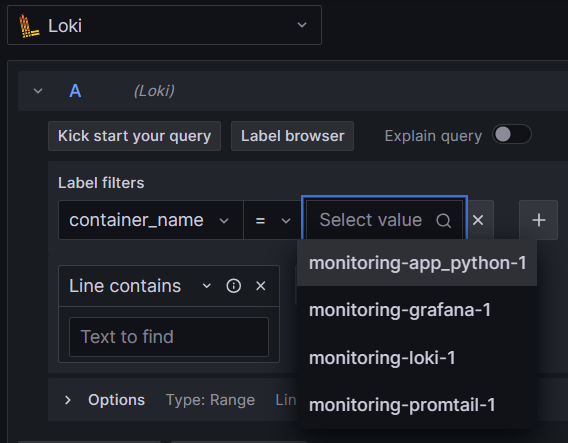 Loki
A (Loki)
Kick start your query Label browser Explain query
Label filters
container_name = Select value
monitoring-app_python-1
monitoring-grafana-1
monitoring-loki-1
monitoring-promtail-1
Line contains
Text to find
Options Type: Range Lin